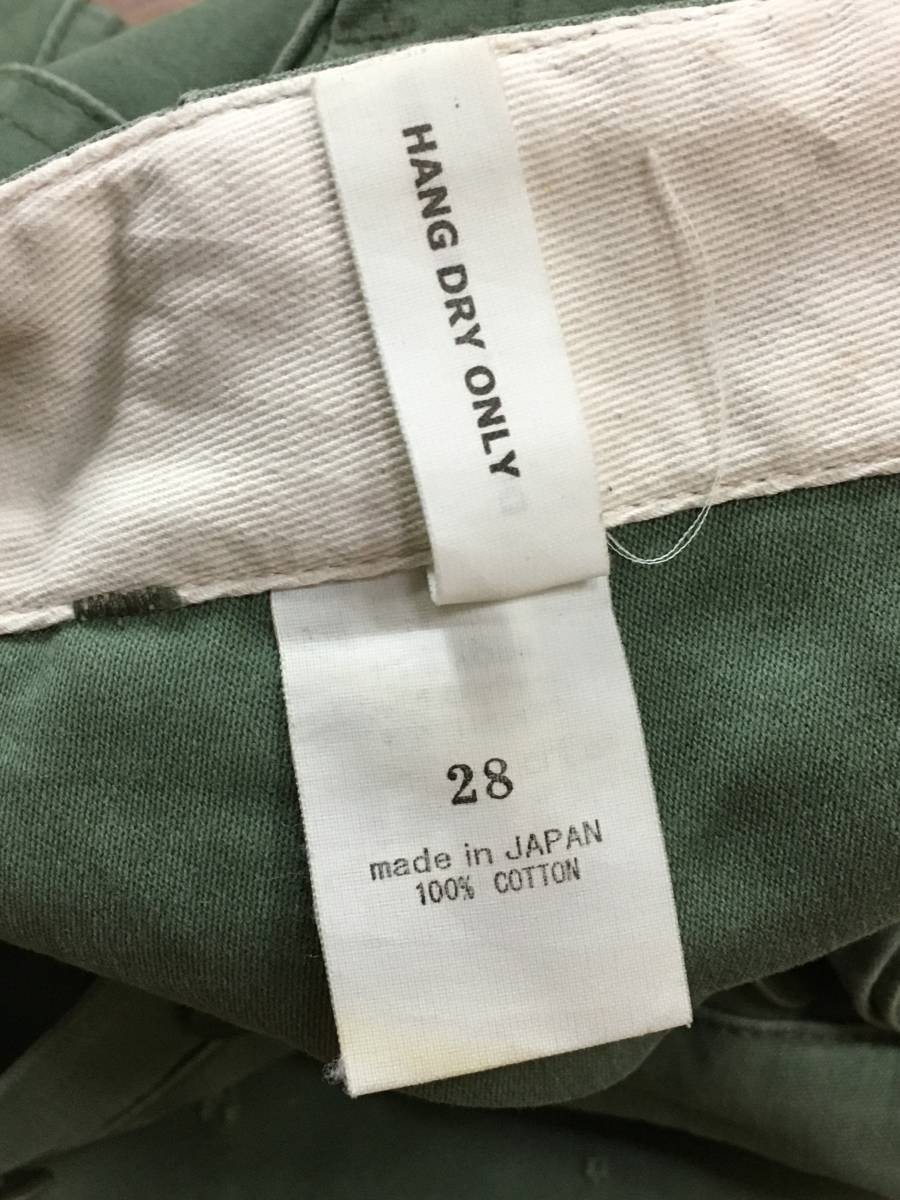 HANG DRY ONLY
28
made in JAPAN
100% COTTON